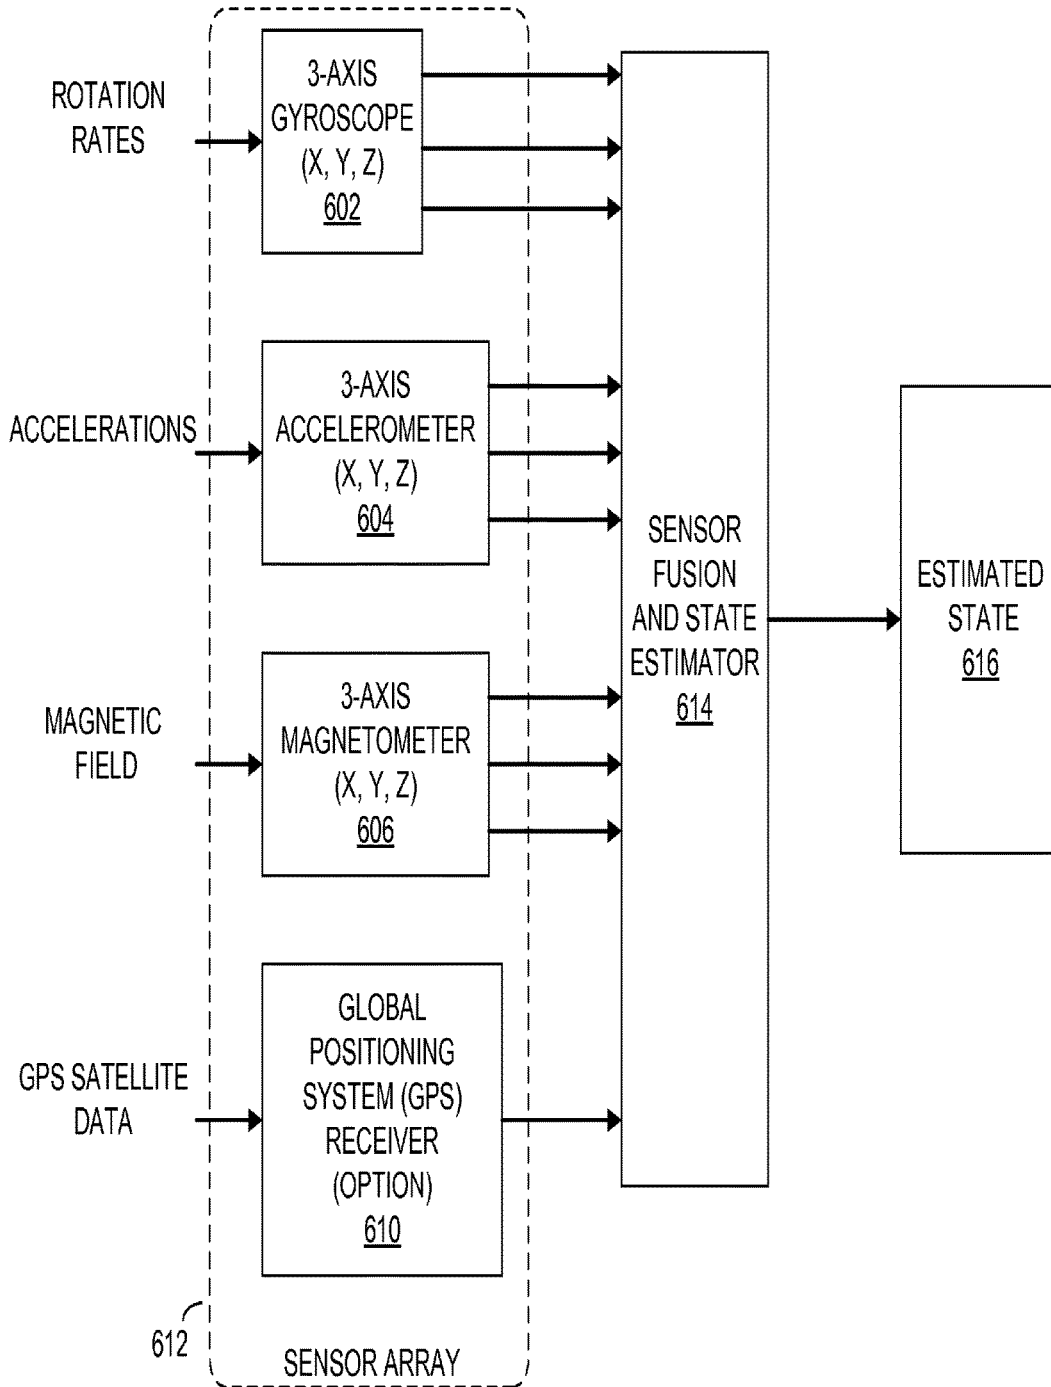 ROTATION
RATES
3-AXIS
GYROSCOPE
(X, Y, Z)
602
ACCELERATIONS
3-AXIS
ACCELEROMETER
(X, Y, Z)
604
MAGNETIC
FIELD
3-AXIS
MAGNETOMETER
(X, Y, Z)
606
GPS SATELLITE
DATA
GLOBAL
POSITIONING
SYSTEM (GPS)
RECEIVER
(OPTION)
610
612
SENSOR ARRAY
SENSOR
FUSION
AND STATE
ESTIMATOR
614
ESTIMATED
STATE
616